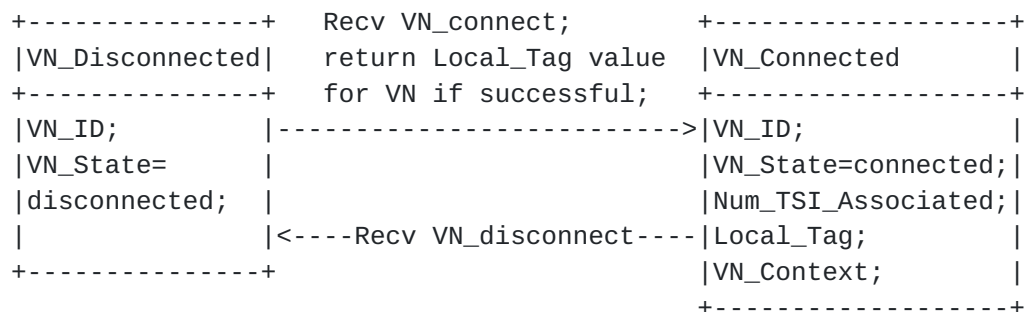 +---------------+   Recv VN_connect;        +-------------------+
|VN_Disconnected|   return Local_Tag value  |VN_Connected       |
+---------------+   for VN if successful;   +-------------------+
|VN_ID;         |-------------------------->|VN_ID;             |
|VN_State=      |                           |VN_State=connected;|
|disconnected;  |                           |Num_TSI_Associated;|
|               |<----Recv VN_disconnect----|Local_Tag;         |
+---------------+                           |VN_Context;        |
                                            +-------------------+